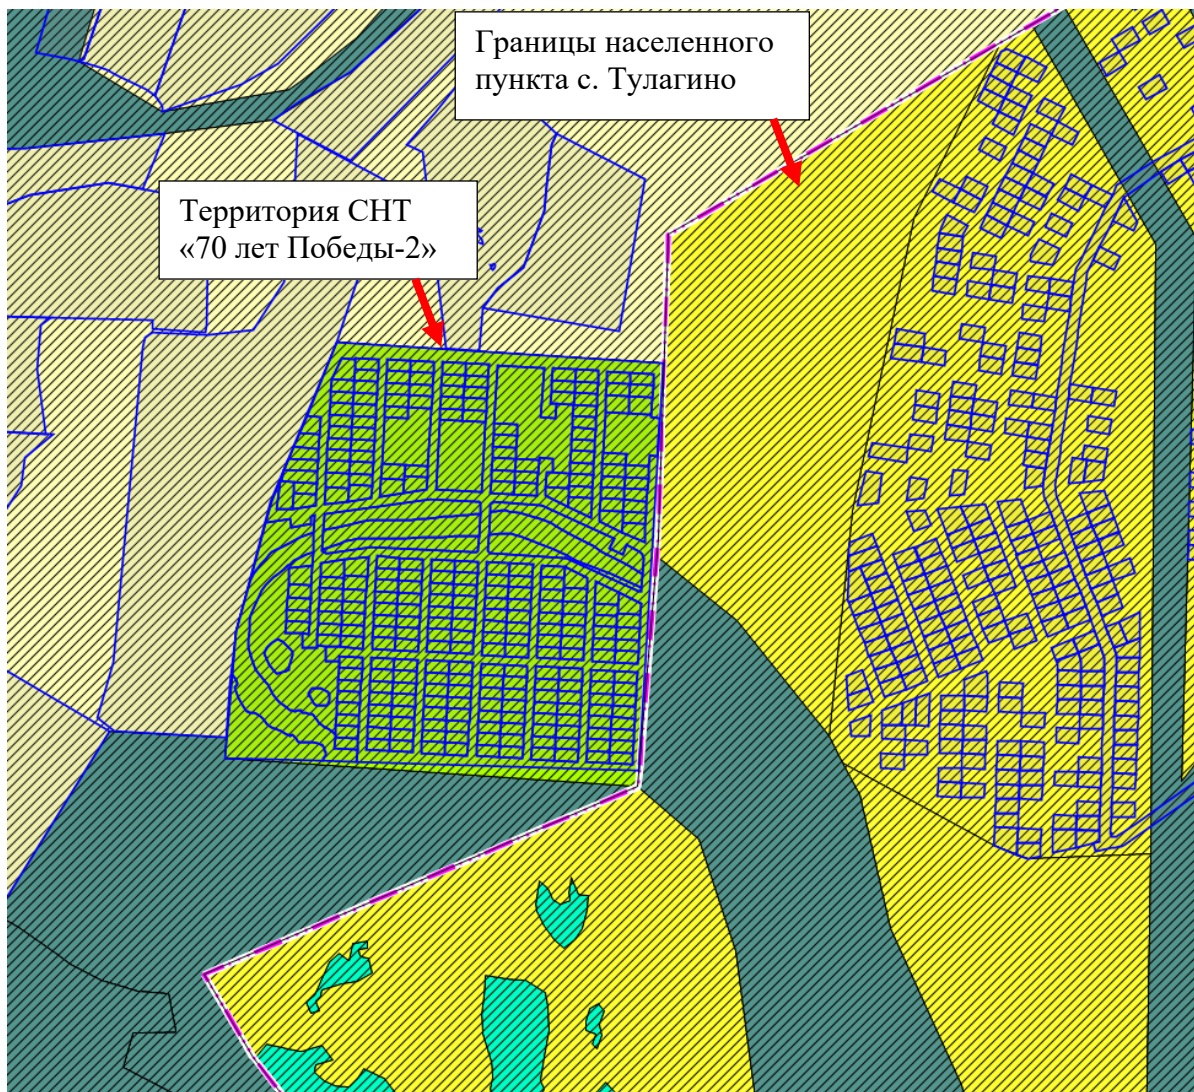 Границы населенного
пункта с. Тулагино
Территория СНТ
«70 лет Победы-2»